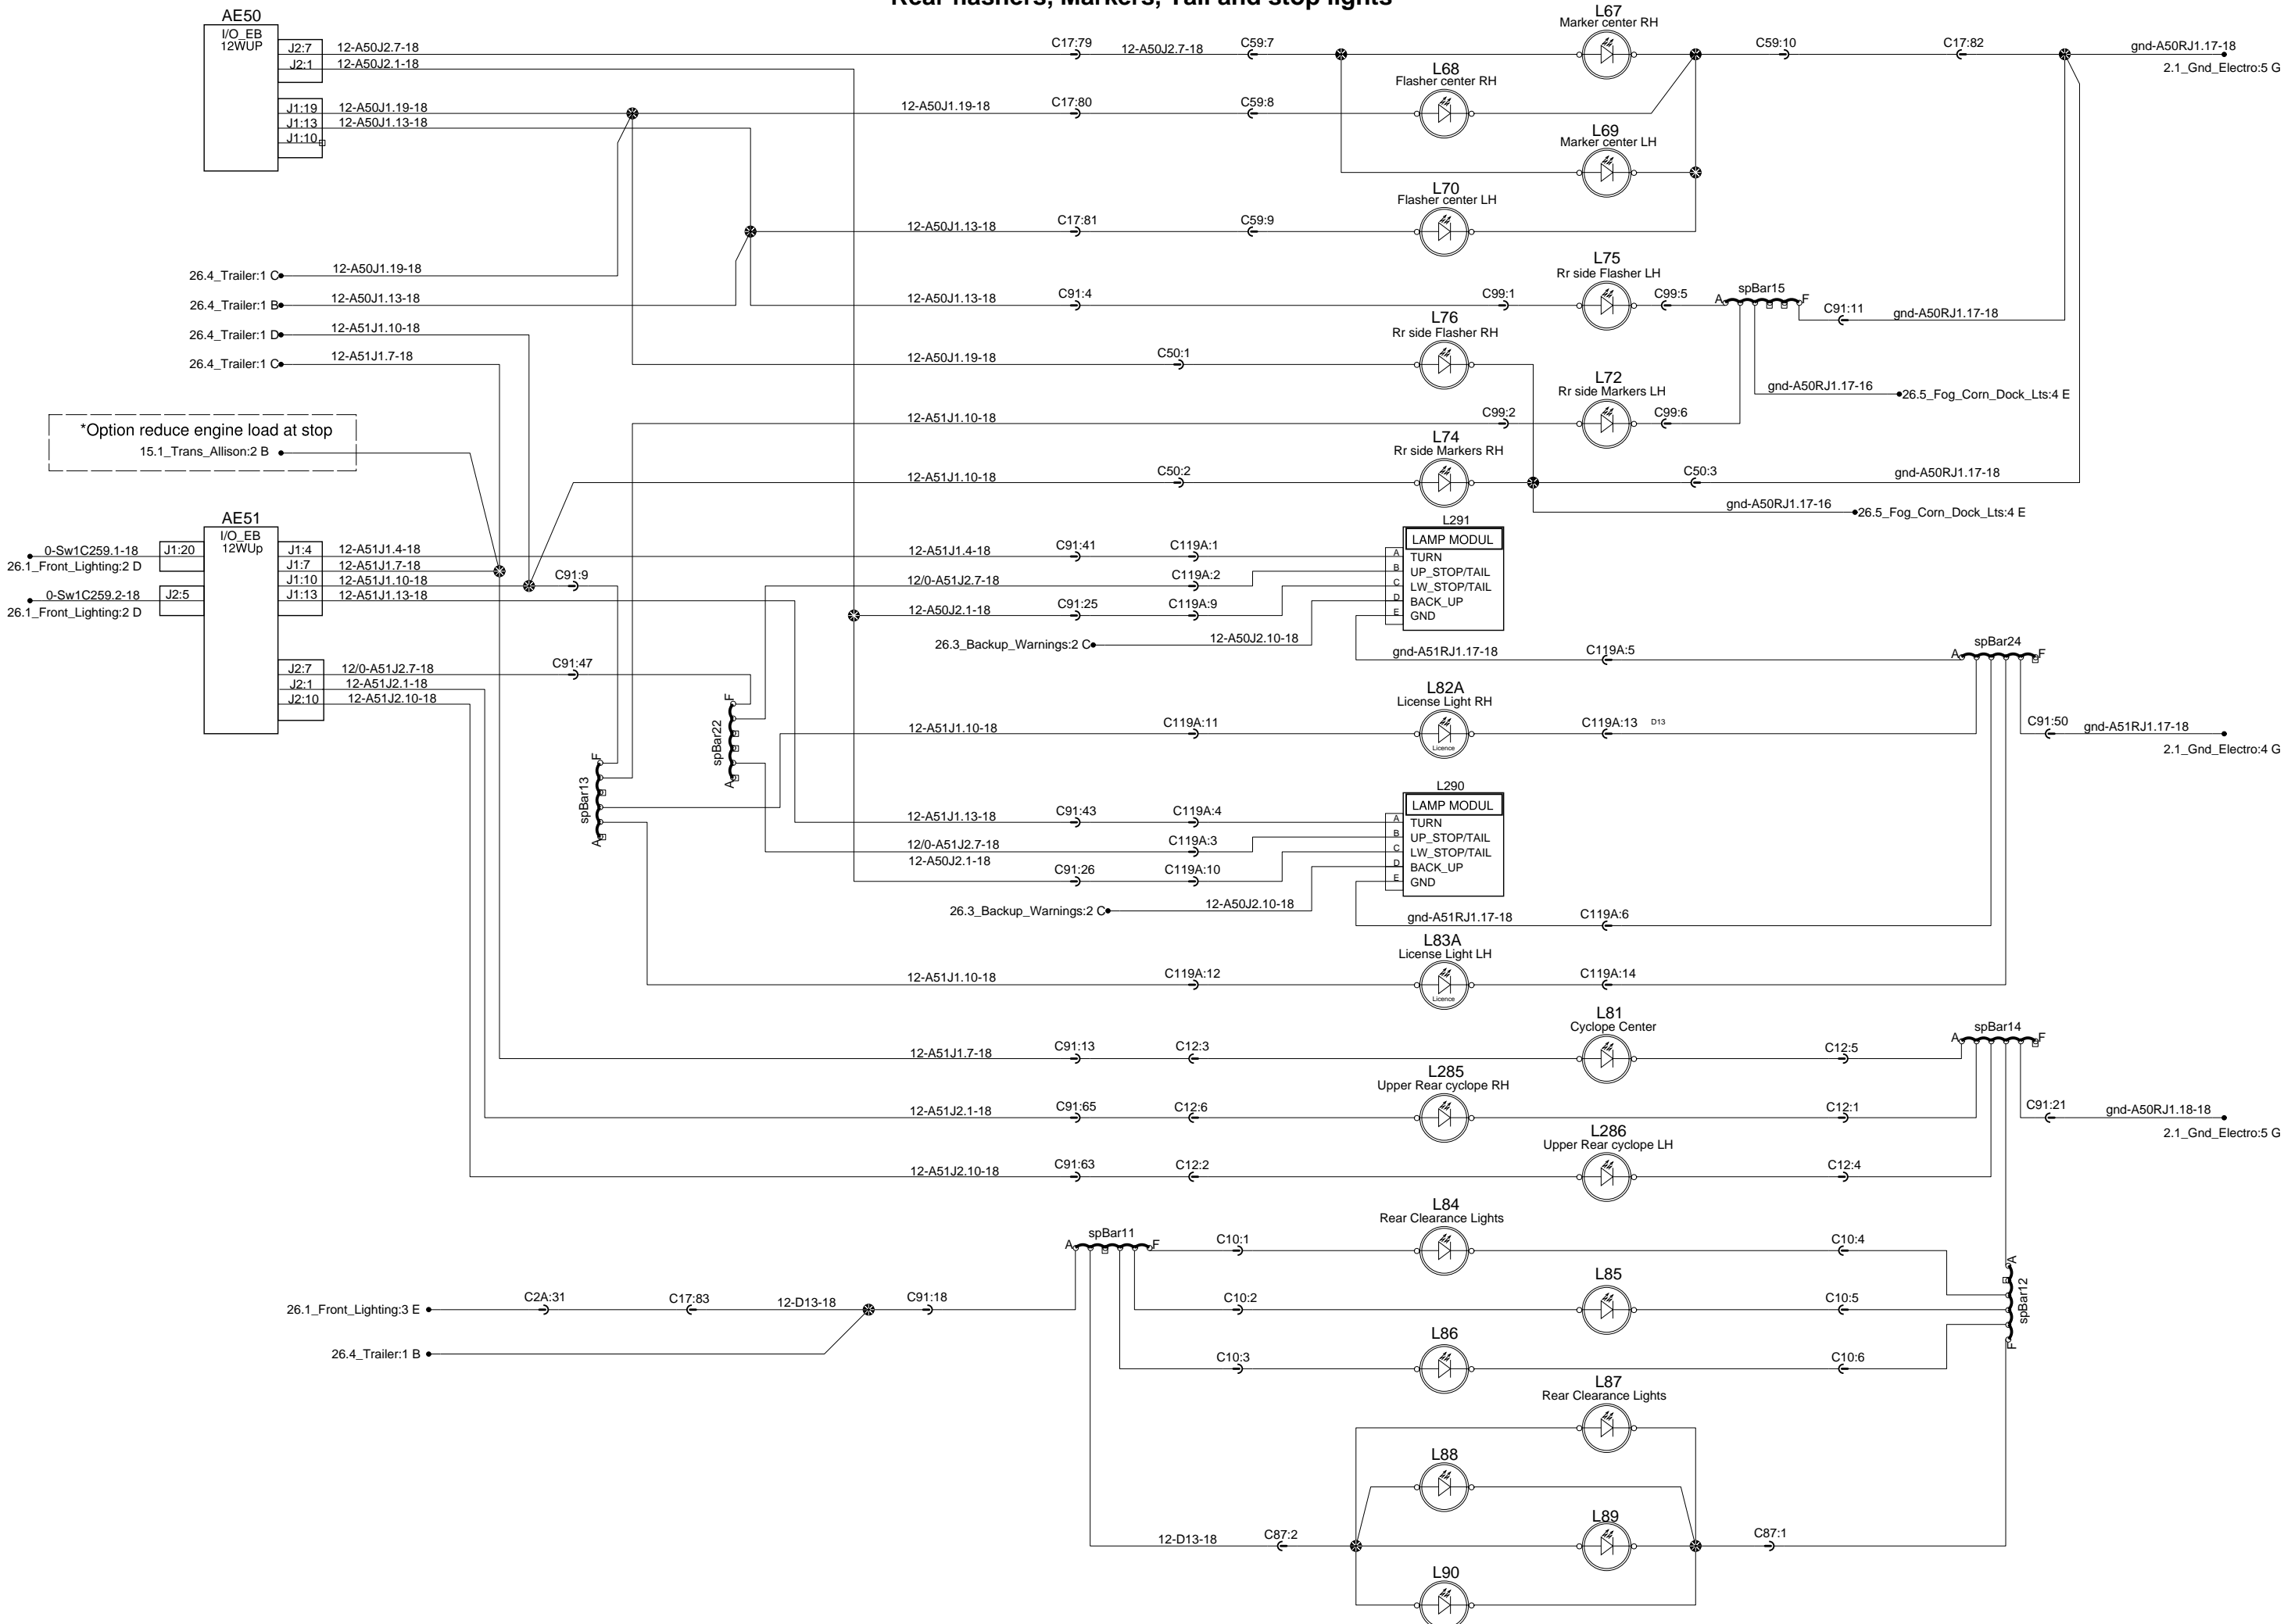 Rear flashers, Markers, Tail and stop lights
AE50
I/O_EB
12WUP
J2:7
12-A50J2.7-18
J2:1
12-A50J2.1-18
J1:19
12-A50J1.19-18
J1:13
12-A50J1.13-18
J1:10
C17:79
12-A50J2.7-18
C59:7
L67
Marker center RH
C59:10
C17:82
gnd-A50RJ1.17-18
2.1_Gnd_Electro:5 G
L68
Flasher center RH
12-A50J1.19-18
C17:80
C59:8
L69
Marker center LH
L70
Flasher center LH
12-A50J1.13-18
C17:81
C59:9
26.4_Trailer:1 C
12-A50J1.19-18
26.4_Trailer:1 B
12-A50J1.13-18
26.4_Trailer:1 D
12-A51J1.10-18
26.4_Trailer:1 C
12-A51J1.7-18
L75
Rr side Flasher LH
12-A50J1.13-18
C91:4
C99:1
C99:5
A
spBar15
F
C91:11
gnd-A50RJ1.17-18
L76
Rr side Flasher RH
12-A50J1.19-18
C50:1
L72
Rr side Markers LH
gnd-A50RJ1.17-16
26.5_Fog_Corn_Dock_Lts:4 E
12-A51J1.10-18
C99:2
C99:6
*Option reduce engine load at stop
15.1_Trans_Allison:2 B
L74
Rr side Markers RH
12-A51J1.10-18
C50:2
C50:3
gnd-A50RJ1.17-18
gnd-A50RJ1.17-16
26.5_Fog_Corn_Dock_Lts:4 E
AE51
I/O_EB
12WUp
0-Sw1C259.1-18
J1:20
26.1_Front_Lighting:2 D
0-Sw1C259.2-18
J2:5
26.1_Front_Lighting:2 D
J1:4
12-A51J1.4-18
J1:7
12-A51J1.7-18
J1:10
12-A51J1.10-18
J1:13
12-A51J1.13-18
C91:9
J2:7
12/0-A51J2.7-18
J2:1
12-A51J2.1-18
J2:10
12-A51J2.10-18
C91:47
L291
LAMP MODUL
A
TURN
B
UP_STOP/TAIL
C
LW_STOP/TAIL
D
BACK_UP
E
GND
12-A51J1.4-18
C91:41
C119A:1
12/0-A51J2.7-18
C119A:2
12-A50J2.1-18
C91:25
C119A:9
26.3_Backup_Warnings:2 C
12-A50J2.10-18
gnd-A51RJ1.17-18
C119A:5
A
spBar24
F
L82A
License Light RH
12-A51J1.10-18
C119A:11
Licence
C119A:13
D13
C91:50
gnd-A51RJ1.17-18
2.1_Gnd_Electro:4 G
F
spBar22
A
F
spBar13
A
L290
LAMP MODUL
A
TURN
B
UP_STOP/TAIL
C
LW_STOP/TAIL
D
BACK_UP
E
GND
12-A51J1.13-18
C91:43
C119A:4
12/0-A51J2.7-18
C119A:3
12-A50J2.1-18
C91:26
C119A:10
26.3_Backup_Warnings:2 C
12-A50J2.10-18
gnd-A51RJ1.17-18
C119A:6
L83A
License Light LH
12-A51J1.10-18
C119A:12
Licence
C119A:14
L81
Cyclope Center
12-A51J1.7-18
C91:13
C12:3
C12:5
A
spBar14
F
L285
Upper Rear cyclope RH
12-A51J2.1-18
C91:65
C12:6
C12:1
C91:21
gnd-A50RJ1.18-18
2.1_Gnd_Electro:5 G
L286
Upper Rear cyclope LH
12-A51J2.10-18
C91:63
C12:2
C12:4
L84
Rear Clearance Lights
A
spBar11
F
C10:1
C10:4
26.1_Front_Lighting:3 E
C2A:31
C17:83
12-D13-18
C91:18
L85
C10:2
C10:5
A
spBar12
F
26.4_Trailer:1 B
L86
C10:3
C10:6
L87
Rear Clearance Lights
L88
L89
12-D13-18
C87:2
C87:1
L90